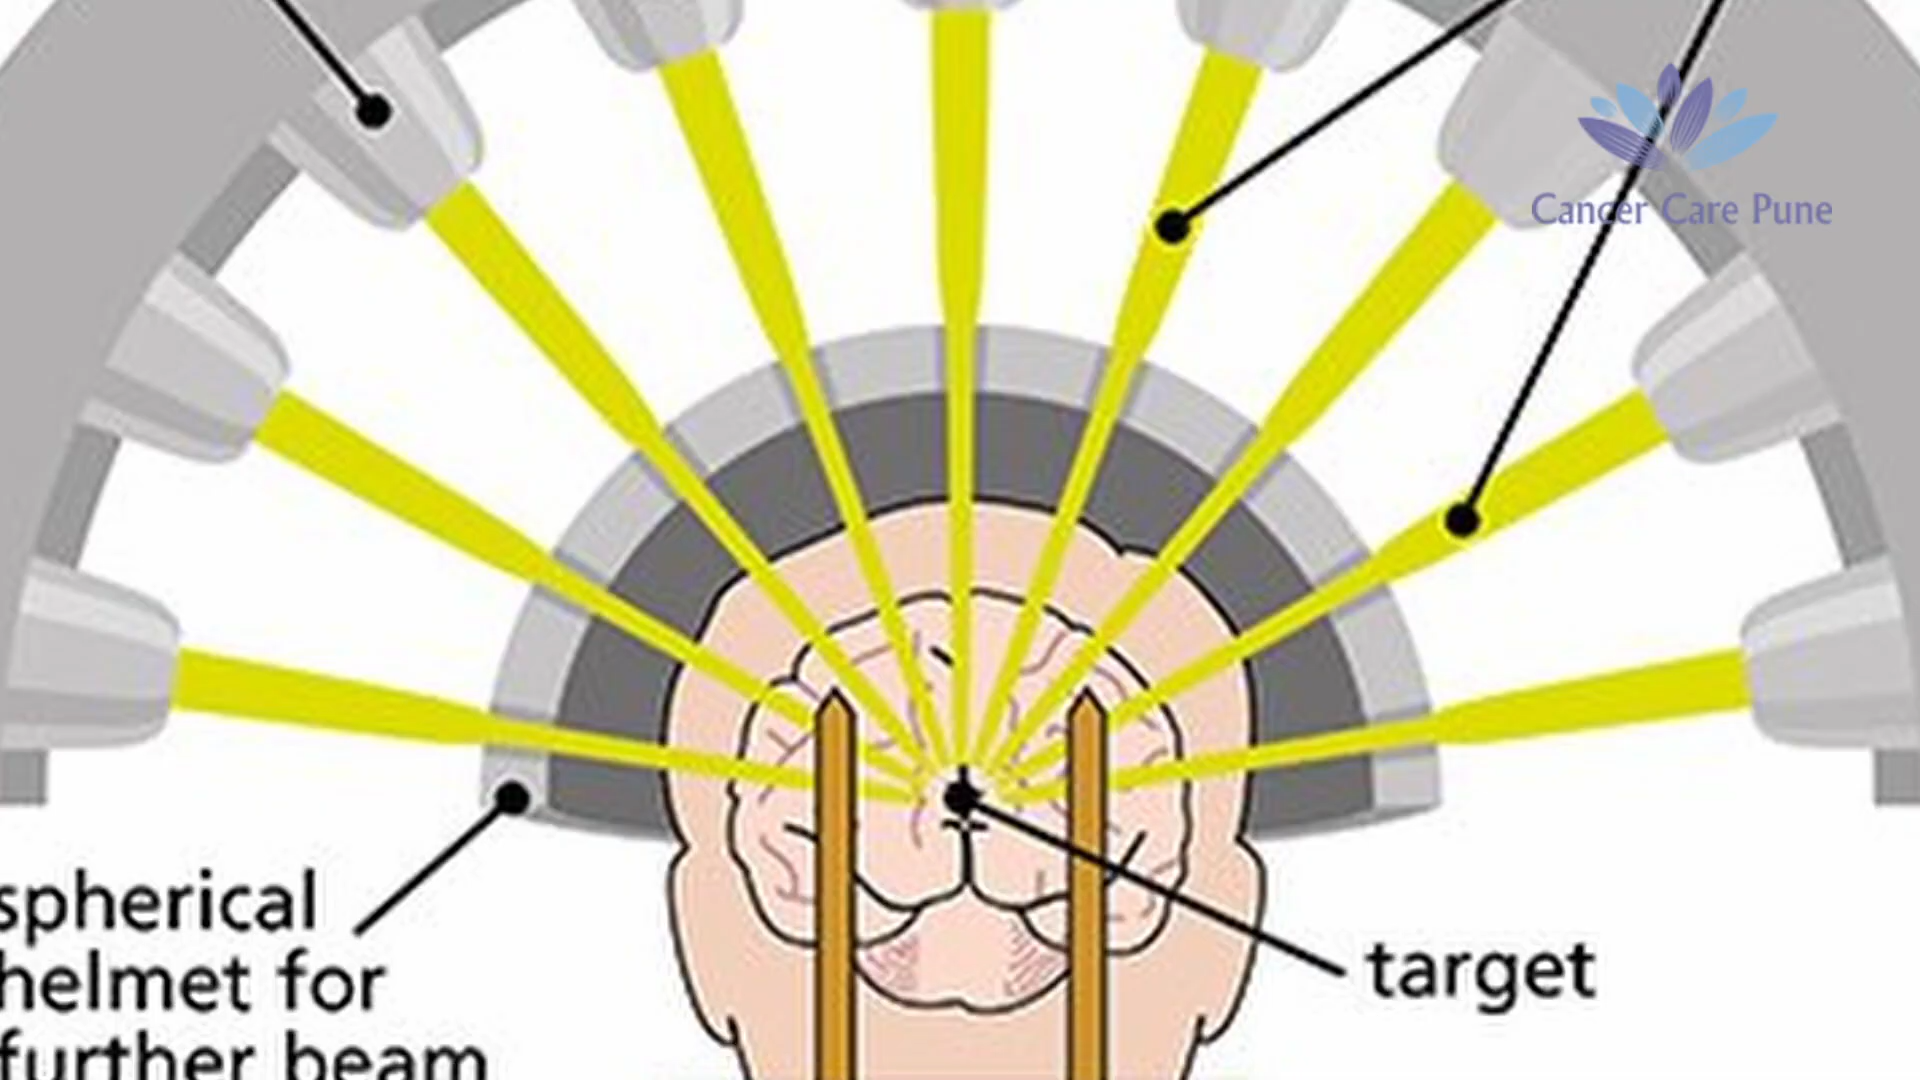 Cancer Care Pune
spherical
helmet for
further beam
target